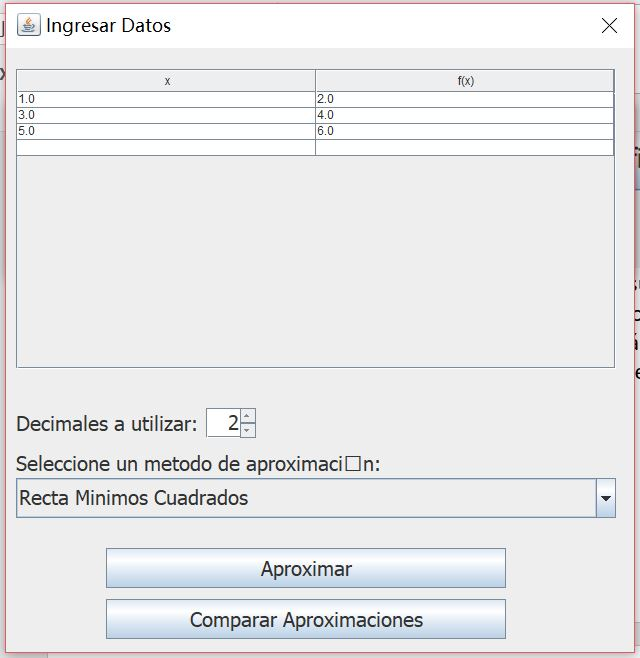 Ingresar Datos
x f(x)
1.0 2.0
3.0 4.0
5.0 6.0
Decimales a utilizar: 2
Seleccione un metodo de aproximaci□n:
Recta Minimos Cuadrados
Aproximar
Comparar Aproximaciones